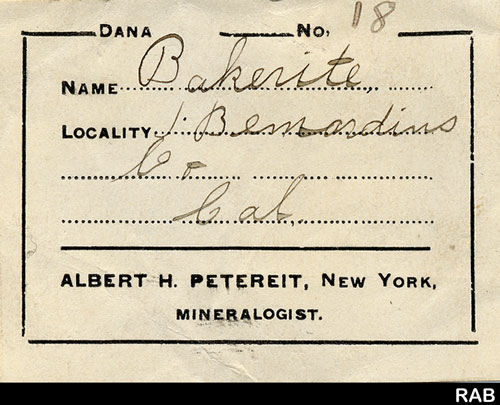 DANA No. 18
NAME Bakerite
LOCALITY S. Bernardino
Co
Cal.
ALBERT H. PETEREIT, NEW YORK,
MINERALOGIST.
RAB